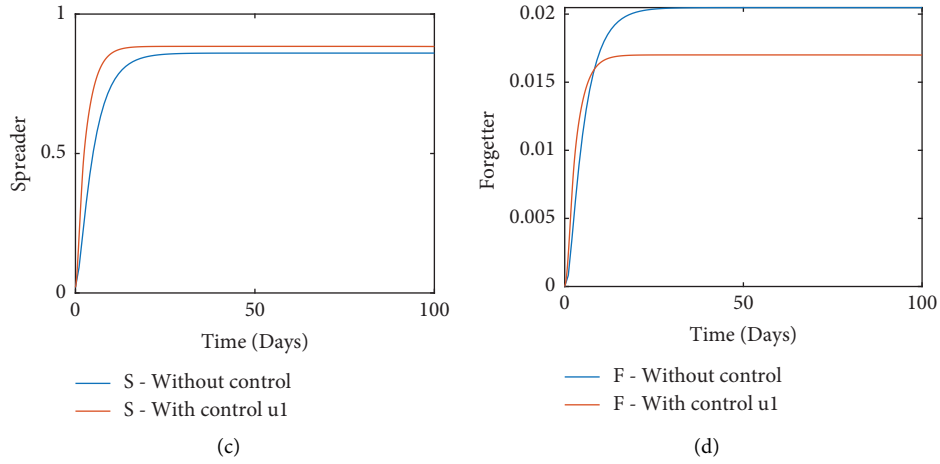 1
0.5
0
Spreader
0
50
100
Time (Days)
S - Without control
S - With control u1
(c)
0.02
0.015
0.01
0.005
0
Forgetter
0
50
100
Time (Days)
F - Without control
F - With control u1
(d)